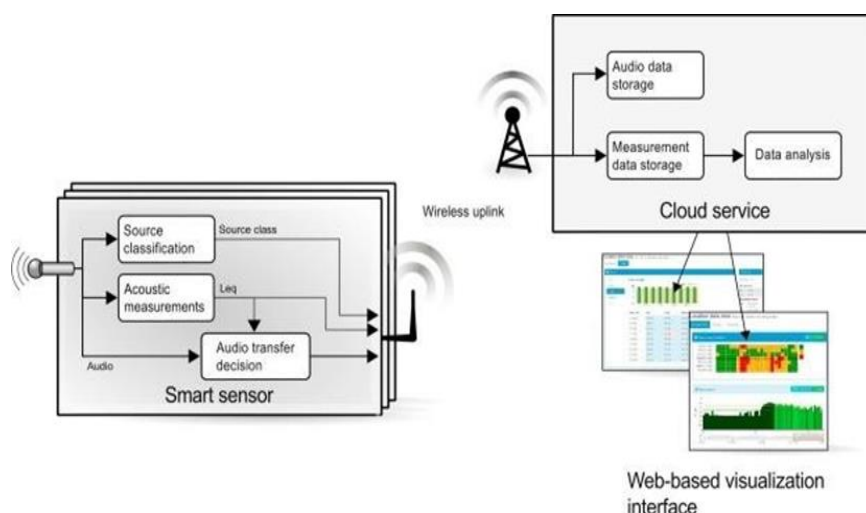 Audio data
storage
Measurement
data storage
Data analysis
Cloud service
Wireless uplink
Source
classification
Source class
Acoustic
measurements
Leq
Audio transfer
decision
Audio
Smart sensor
Web-based visualization
interface